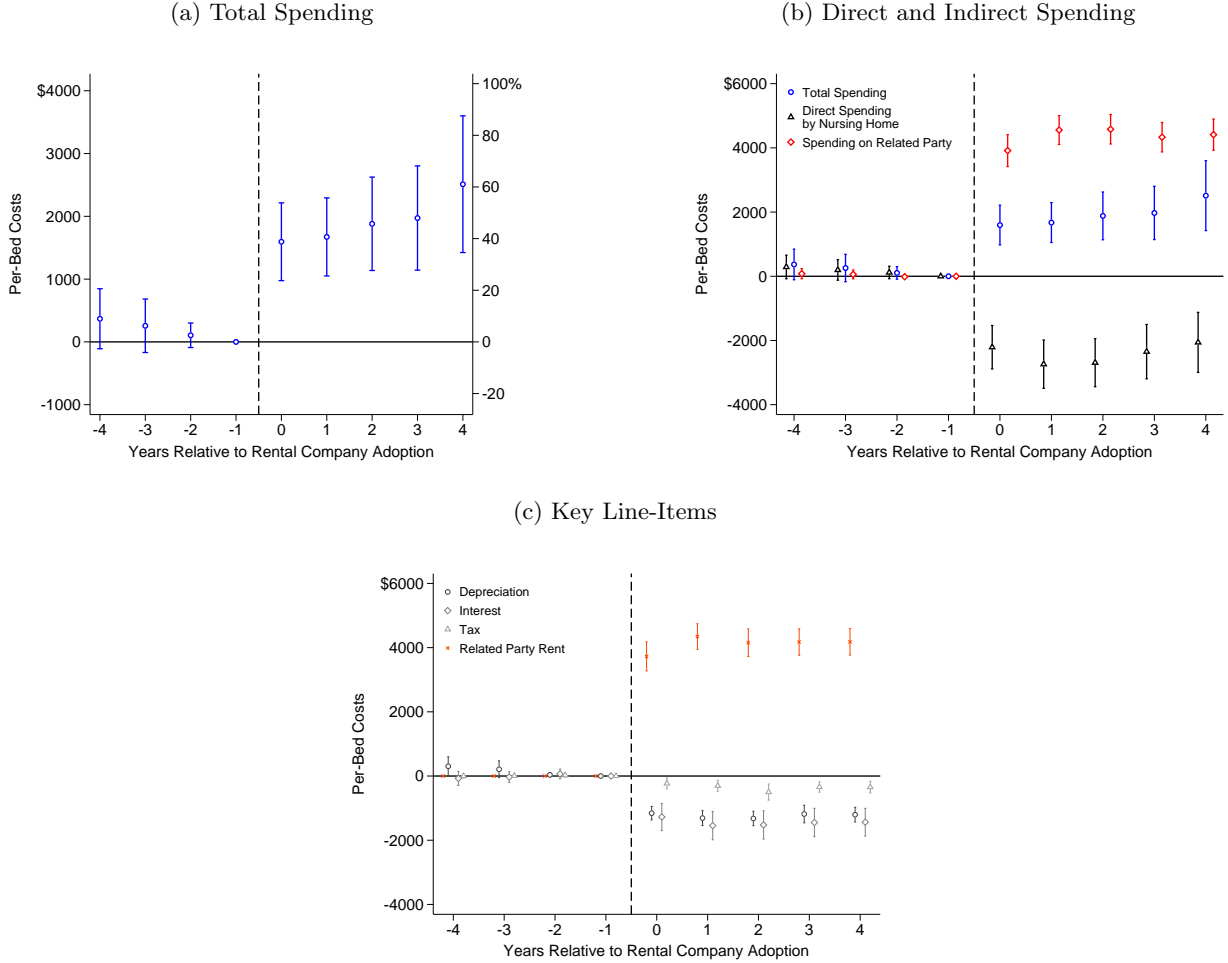 (a) Total Spending
$4000
3000
2000
1000
0
-1000
100%
80
60
40
20
0
-20
Per-Bed Costs
-4 -3 -2 -1 0 1 2 3 4
Years Relative to Rental Company Adoption
(b) Direct and Indirect Spending
$6000
4000
2000
0
-2000
-4000
Per-Bed Costs
Total Spending
Direct Spending
by Nursing Home
Spending on Related Party
-4 -3 -2 -1 0 1 2 3 4
Years Relative to Rental Company Adoption
(c) Key Line-Items
$6000
4000
2000
0
-2000
-4000
Per-Bed Costs
Depreciation
Interest
Tax
Related Party Rent
-4 -3 -2 -1 0 1 2 3 4
Years Relative to Rental Company Adoption